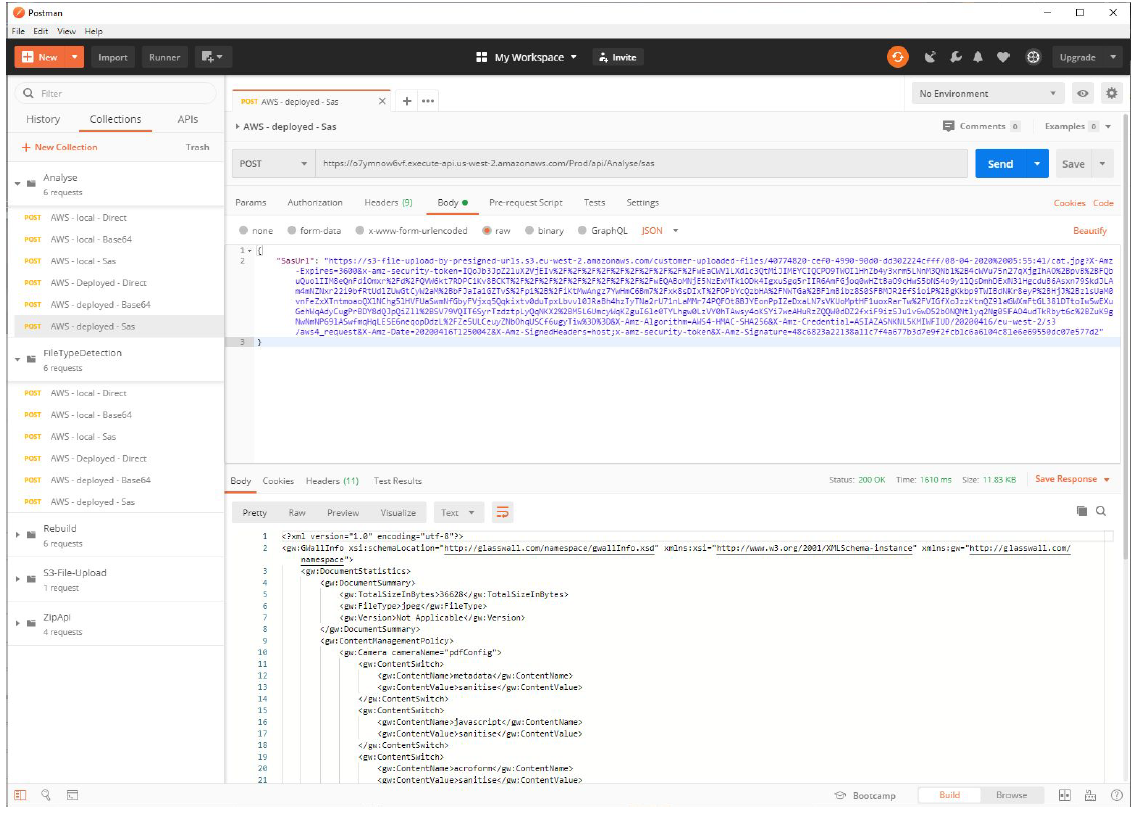 Postman
File Edit View Help
New Import Runner My Workspace Invite Upgrade
Filter
History Collections APIs
New Collection Trash
Analyse
6 requests
POST AWS - local - Direct
POST AWS - local - Base64
POST AWS - local - Sas
POST AWS - Deployed - Direct
POST AWS - deployed - Base64
POST AWS - deployed - Sas
FileTypeDetection
6 requests
POST AWS - local - Direct
POST AWS - local - Base64
POST AWS - local - Sas
POST AWS - Deployed - Direct
POST AWS - deployed - Base64
POST AWS - deployed - Sas
Rebuild
6 requests
S3-File-Upload
1 request
ZipApi
4 requests
POST AWS - deployed - Sas
No Environment
AWS - deployed - Sas
Comments 0 Examples 0
POST https://o7ymnow6vf.execute-api.us-west-2.amazonaws.com/Prod/api/Analyse/sas Send Save
Params Authorization Headers (9) Body Pre-request Script Tests Settings Cookies Code
none form-data x-www-form-urlencoded raw binary GraphQL JSON Beautify
1 {
2 "SasUrl": "https://s3-file-upload-by-presigned-urls.s3.eu-west-2.amazonaws.com/customer-uploaded-files/40774820-cef0-4990-98d0-dd302224cfff/08-04-2020%2005:55:41/cat.jpg?X-Amz
-Expires=3600&x-amz-security-token=
X-Amz-Algorithm=AWS4-HMAC-SHA256&X-Amz-Credential=
/aws4_request&X-Amz-Date=20200416T125004Z&X-Amz-SignedHeaders=host;x-amz-security-token&X-Amz-Signature=
3 }
Body Cookies Headers (11) Test Results Status: 200 OK Time: 1610 ms Size: 11.83 KB Save Response
Pretty Raw Preview Visualize Text
1 <?xml version="1.0" encoding="utf-8"?>
2 <gw:GWallInfo xsi:schemaLocation="http://glasswall.com/namespace/gwallInfo.xsd" xmlns:xsi="http://www.w3.org/2001/XMLSchema-instance" xmlns:gw="http://glasswall.com/
namespace">
3 <gw:DocumentStatistics>
4 <gw:DocumentSummary>
5 <gw:TotalSizeInBytes>36628</gw:TotalSizeInBytes>
6 <gw:FileType>jpeg</gw:FileType>
7 <gw:Version>Not Applicable</gw:Version>
8 </gw:DocumentSummary>
9 <gw:ContentManagementPolicy>
10 <gw:Camera cameraName="pdfConfig">
11 <gw:ContentSwitch>
12 <gw:ContentName>metadata</gw:ContentName>
13 <gw:ContentValue>sanitise</gw:ContentValue>
14 </gw:ContentSwitch>
15 <gw:ContentSwitch>
16 <gw:ContentName>javascript</gw:ContentName>
17 <gw:ContentValue>sanitise</gw:ContentValue>
18 </gw:ContentSwitch>
19 <gw:ContentSwitch>
20 <gw:ContentName>acroform</gw:ContentName>
21 <gw:ContentValue>sanitise</gw:ContentValue>
Bootcamp Build Browse